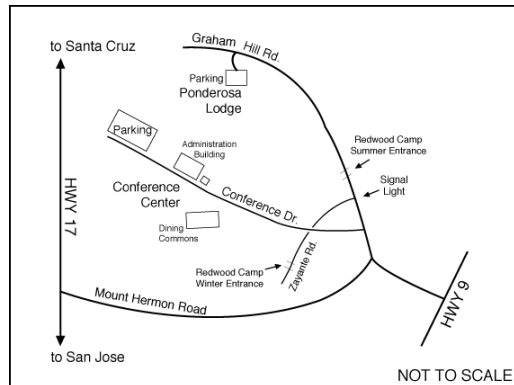 to Santa Cruz
Graham Hill Rd.
Parking
Ponderosa
Lodge
Parking
Administration
Building
Redwood Camp
Summer Entrance
Signal
Light
HWY 17
Conference
Center
Conference Dr.
Dining
Commons
Redwood Camp
Winter Entrance
Zayante Rd.
Mount Hermon Road
HWY 9
to San Jose
NOT TO SCALE